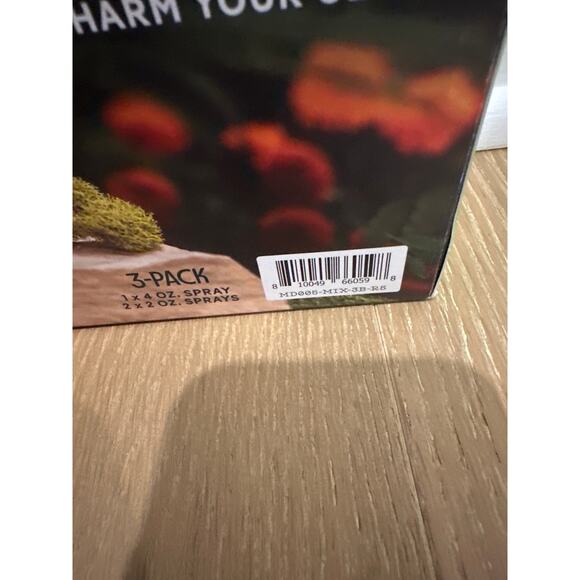 HARM YOUR
3-PACK
1 x 4 OZ. SPRAY
2 x 2 OZ. SPRAYS
8 10049 66059 8
MD005-MIX-3B-R5